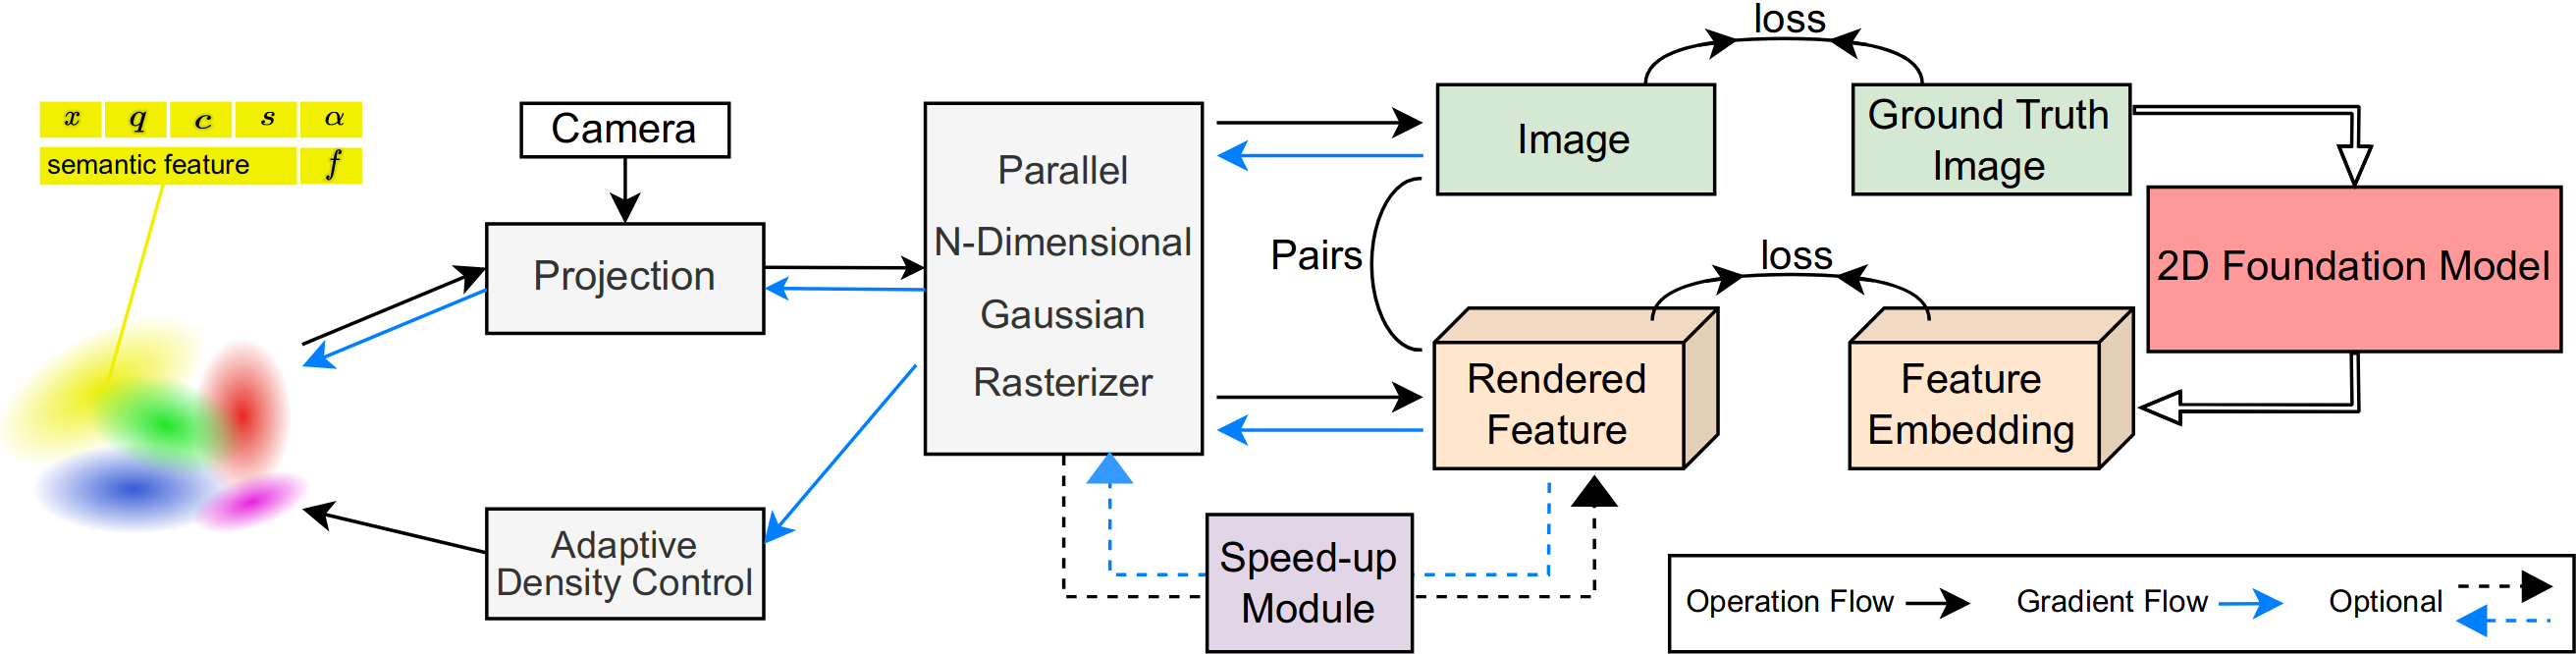 x q c s α
semantic feature f
Camera
Projection
Adaptive
Density Control
Parallel
N-Dimensional
Gaussian
Rasterizer
loss
Image
Ground Truth
Image
Pairs
loss
Rendered
Feature
Feature
Embedding
2D Foundation Model
Speed-up
Module
Operation Flow Gradient Flow Optional